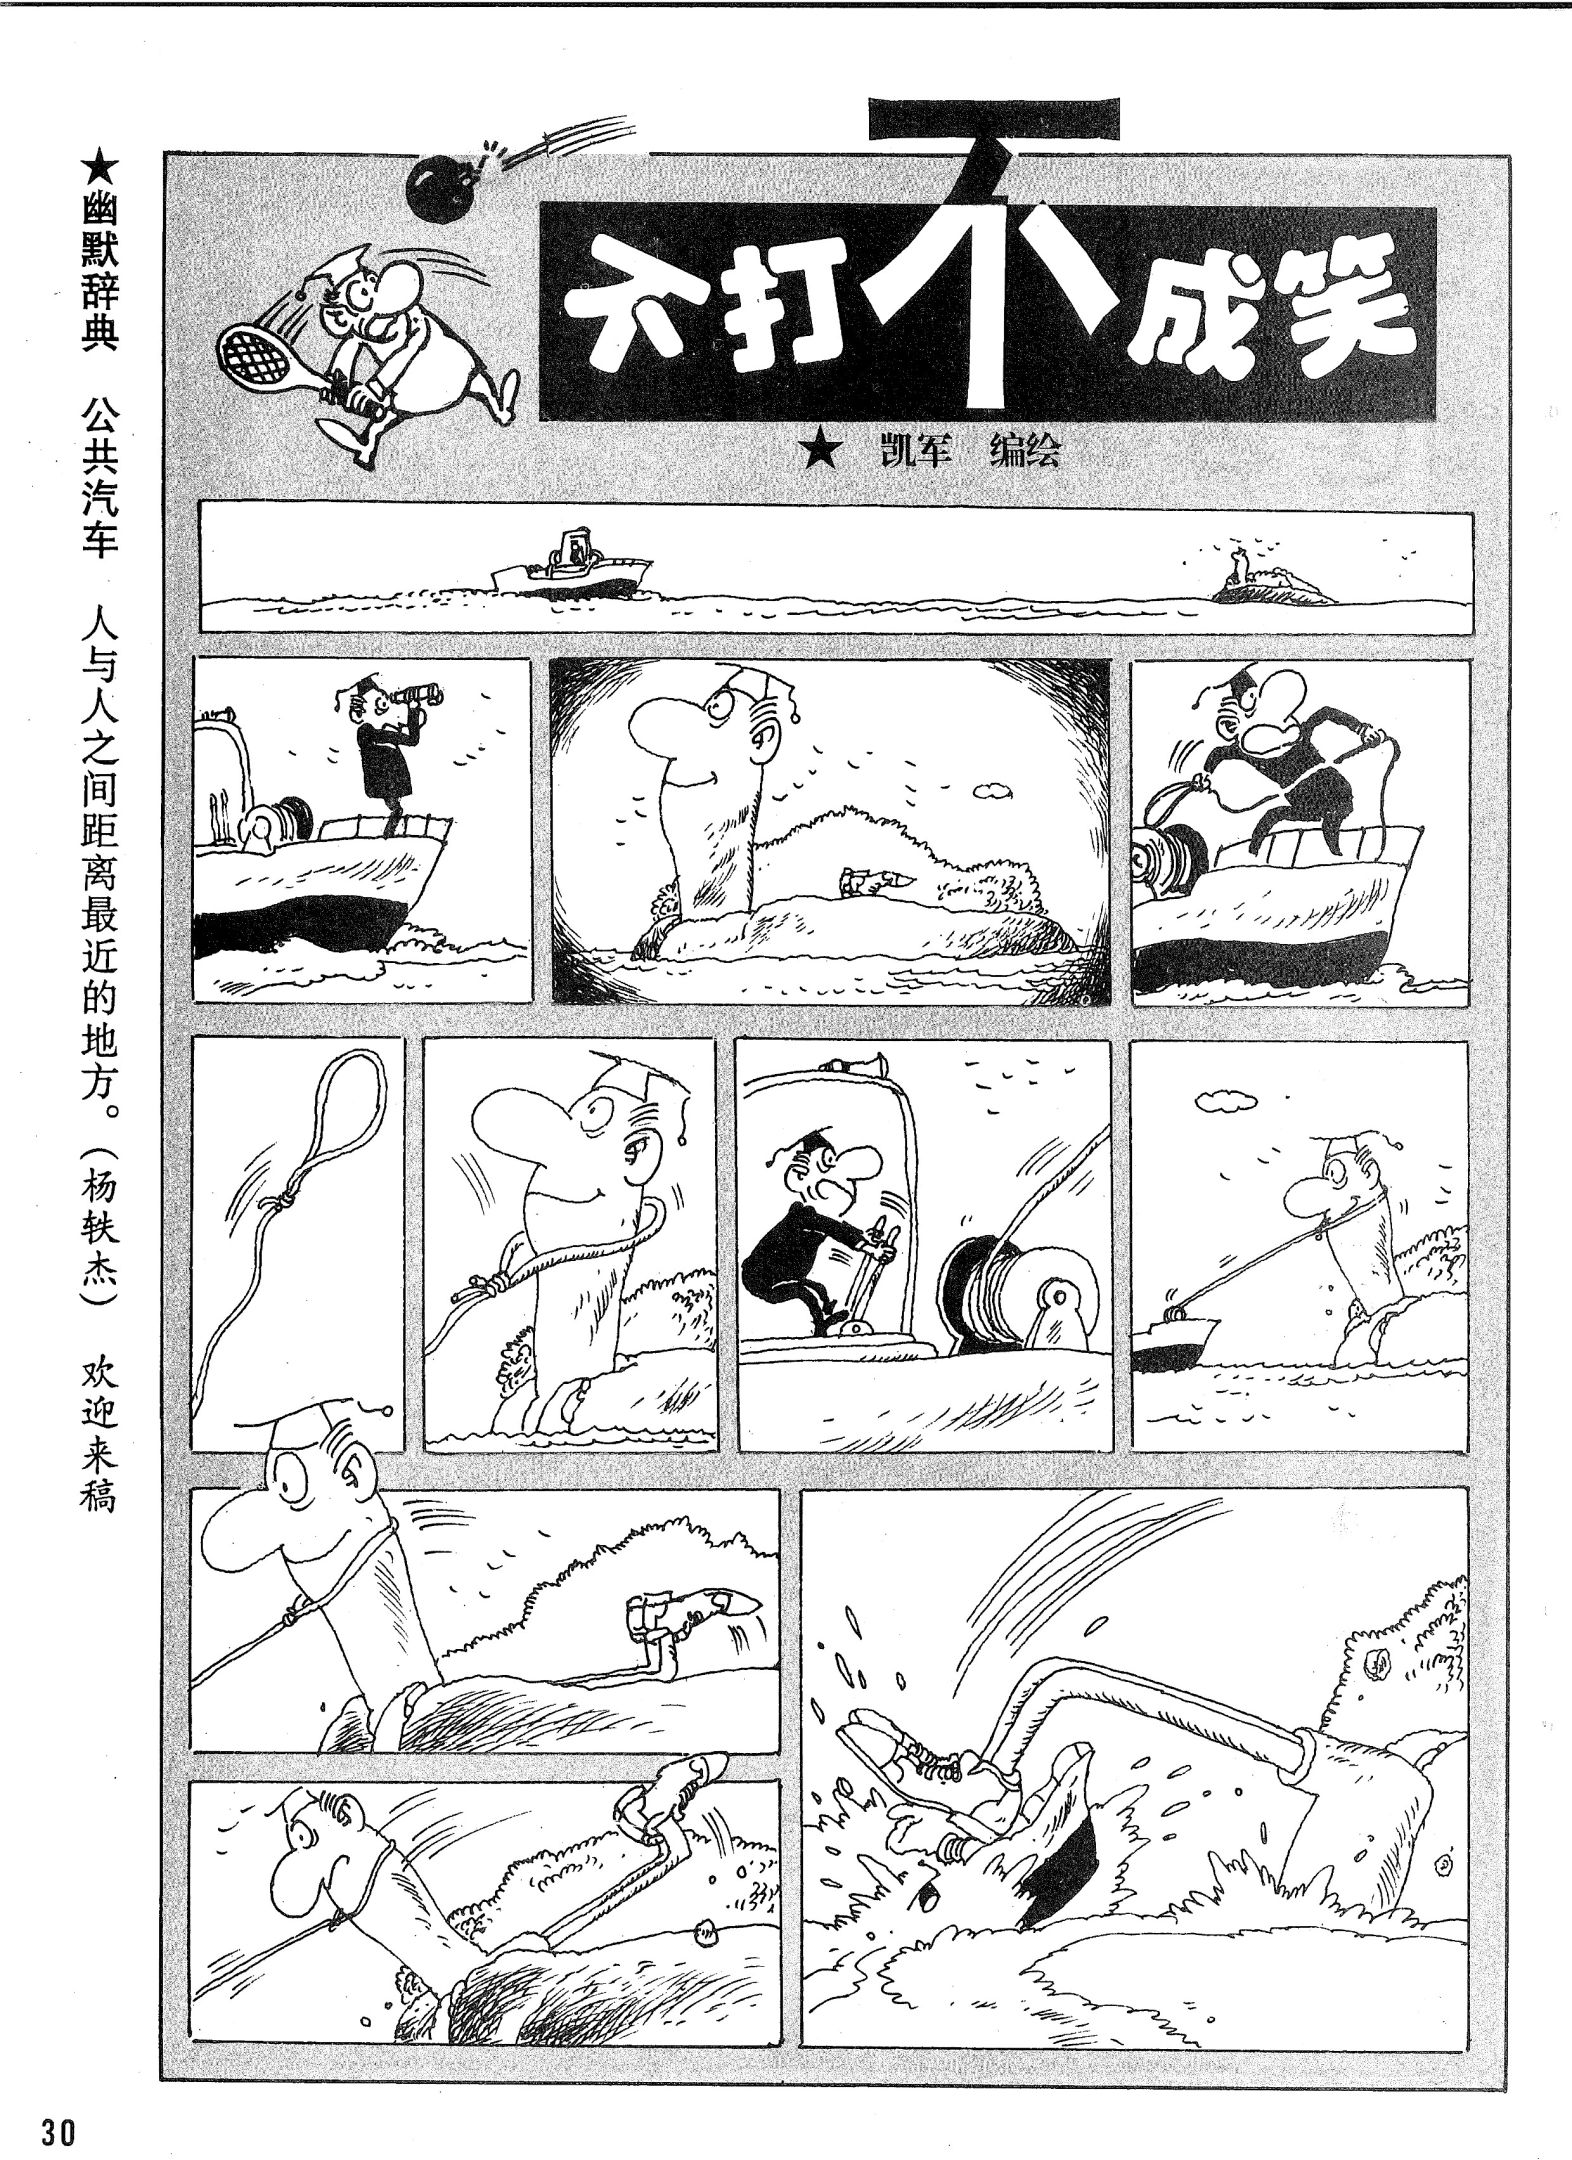 不打不成笑
★ 凯军 编绘
★幽默辞典 公共汽车 人与人之间距离最近的地方。(杨轶杰) 欢迎来稿
30